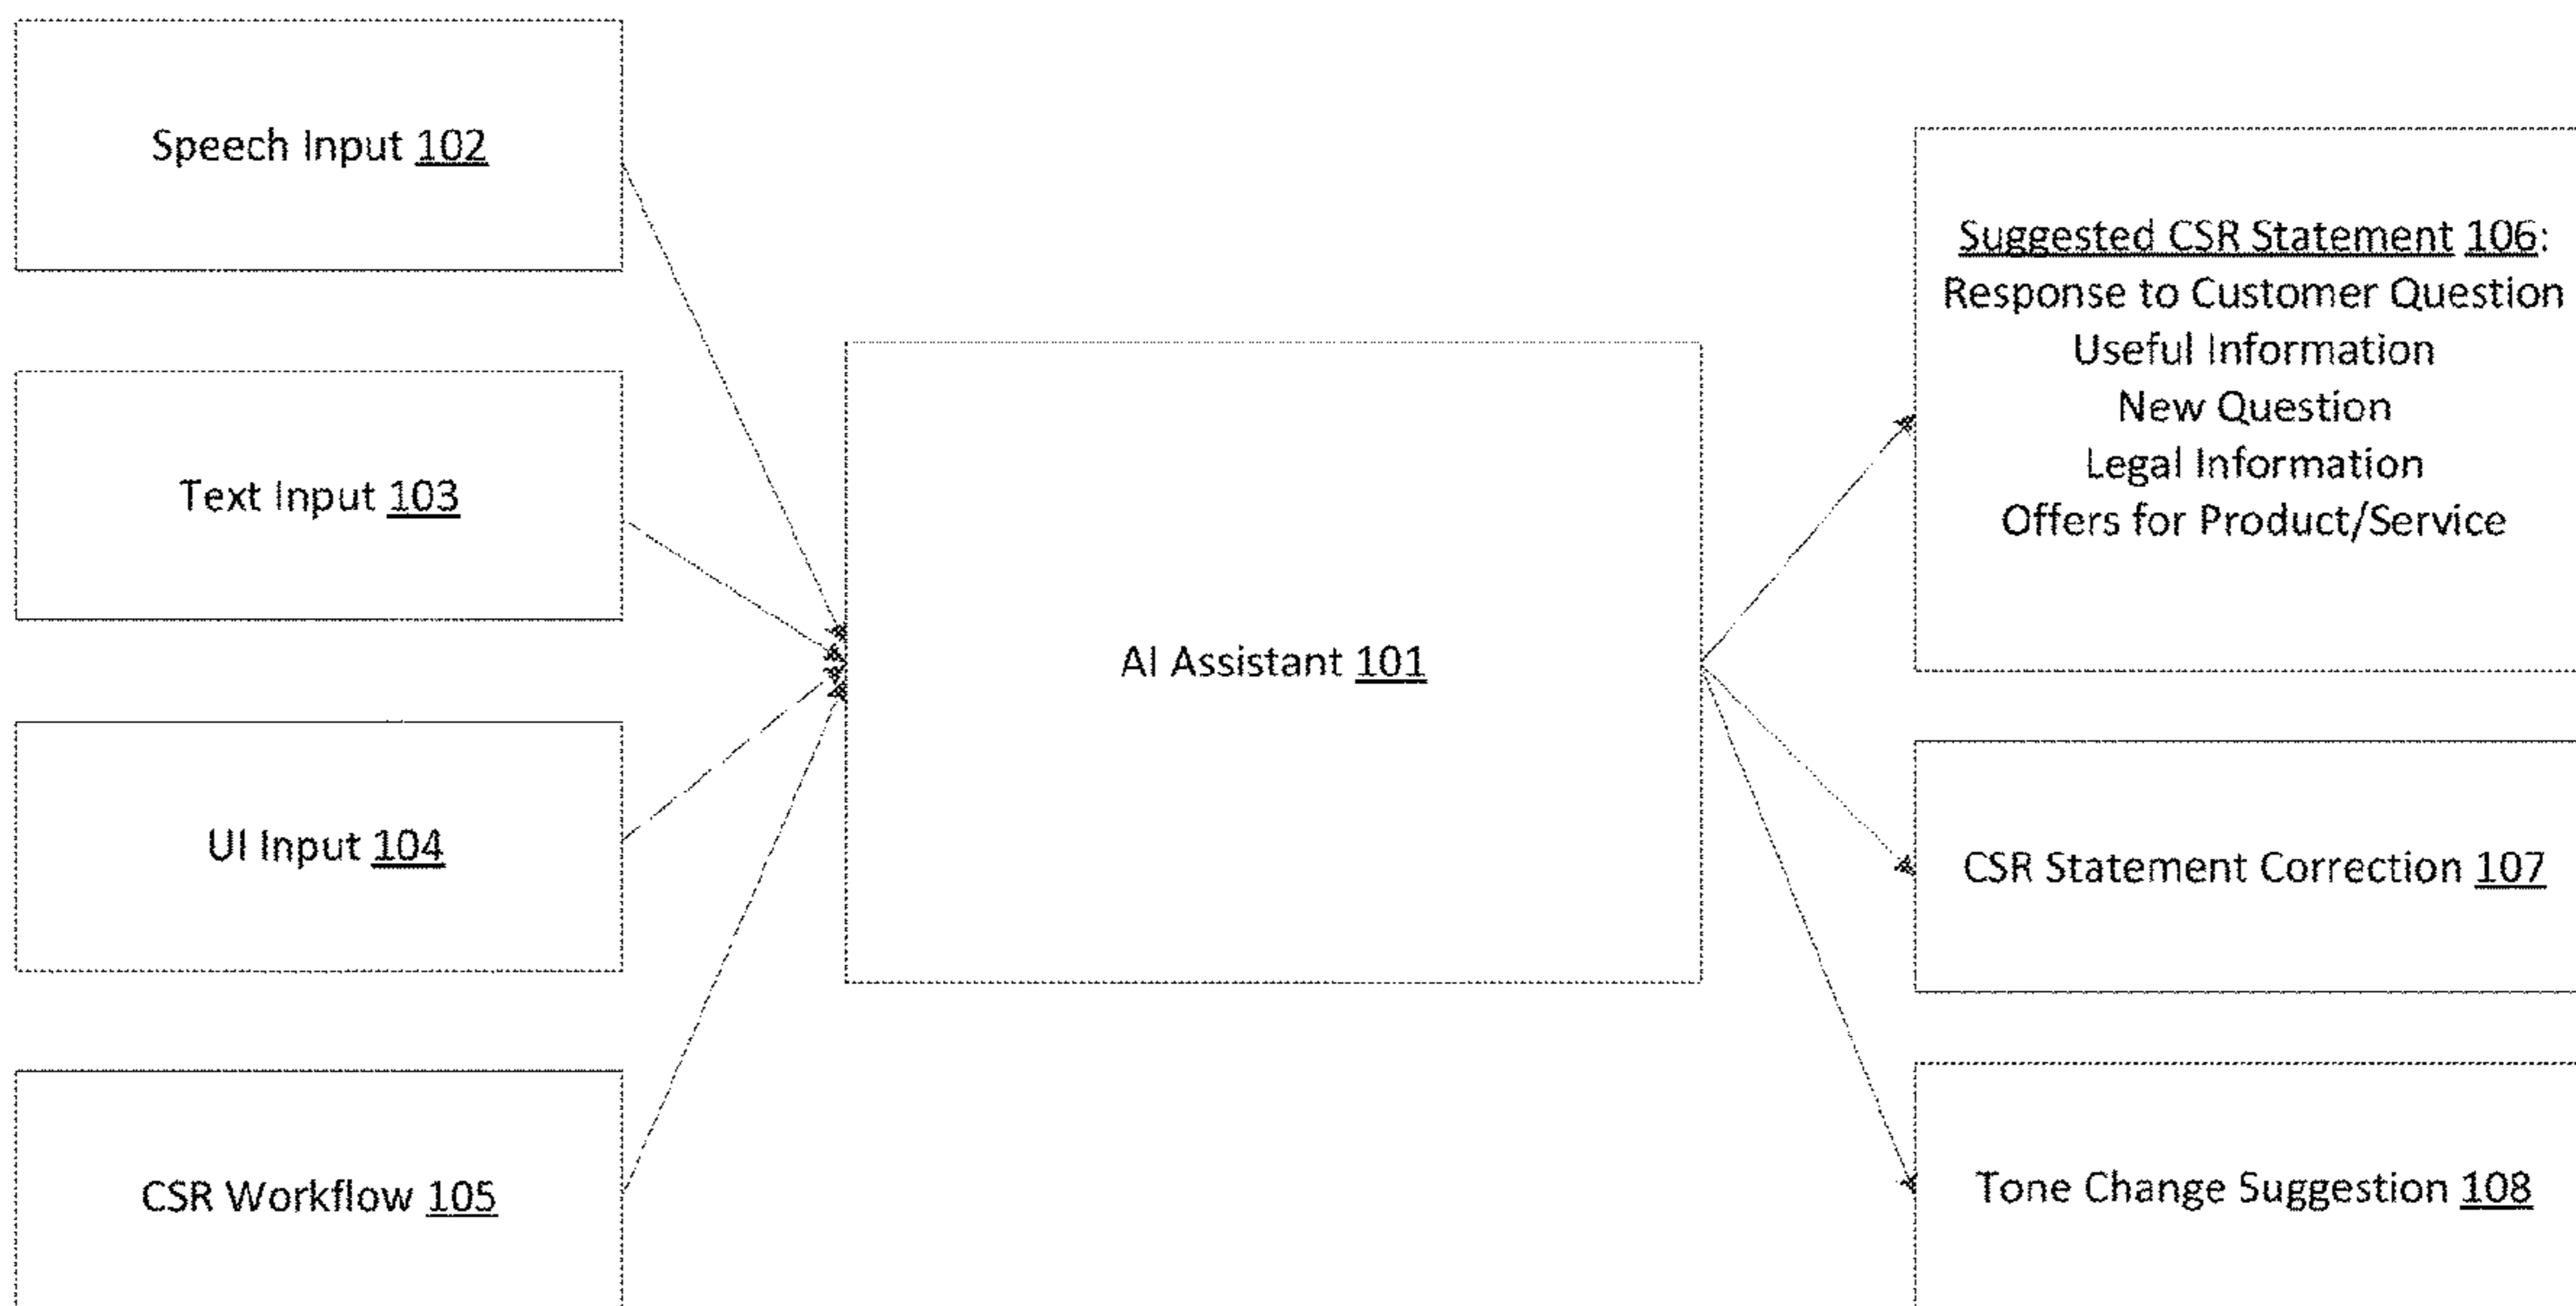 Speech Input 102
Text Input 103
UI Input 104
CSR Workflow 105
AI Assistant 101
Suggested CSR Statement 106:
Response to Customer Question
Useful Information
New Question
Legal Information
Offers for Product/Service
CSR Statement Correction 107
Tone Change Suggestion 108